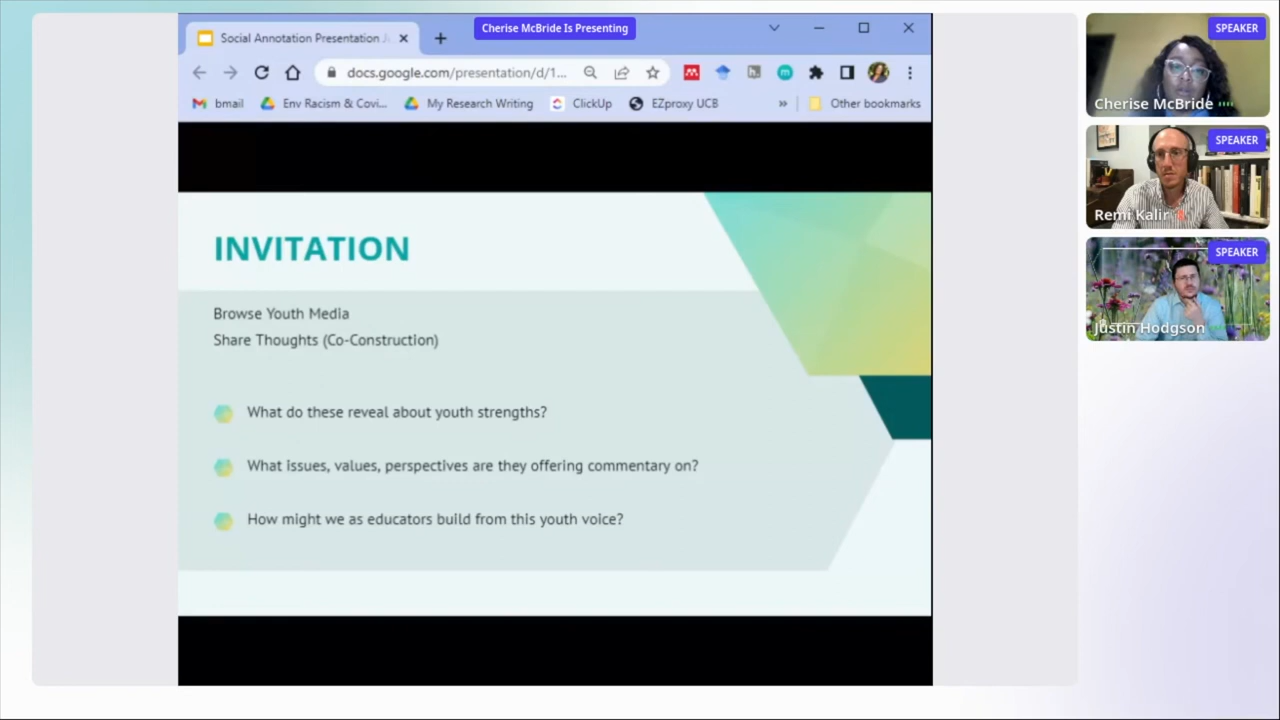 Cherise McBride Is Presenting
Social Annotation Presentation
docs.google.com/presentation/d/1...
bmail
Env Racism & Covi...
My Research Writing
ClickUp
EZproxy UCB
»
Other bookmarks
INVITATION
Browse Youth Media
Share Thoughts (Co-Construction)
What do these reveal about youth strengths?
What issues, values, perspectives are they offering commentary on?
How might we as educators build from this youth voice?
SPEAKER
Cherise McBride
SPEAKER
Remi Kalir
SPEAKER
Justin Hodgson